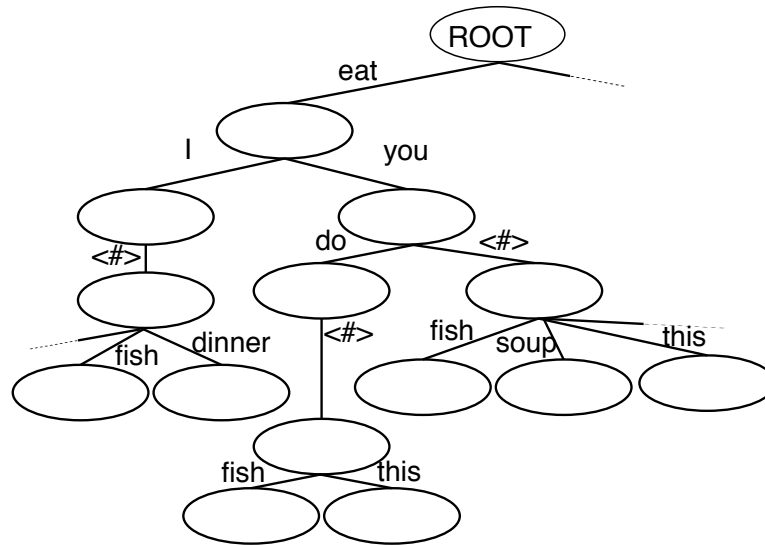 ROOT
eat
I you
do <#>
<#>
fish soup this
<#>
fish dinner
fish this